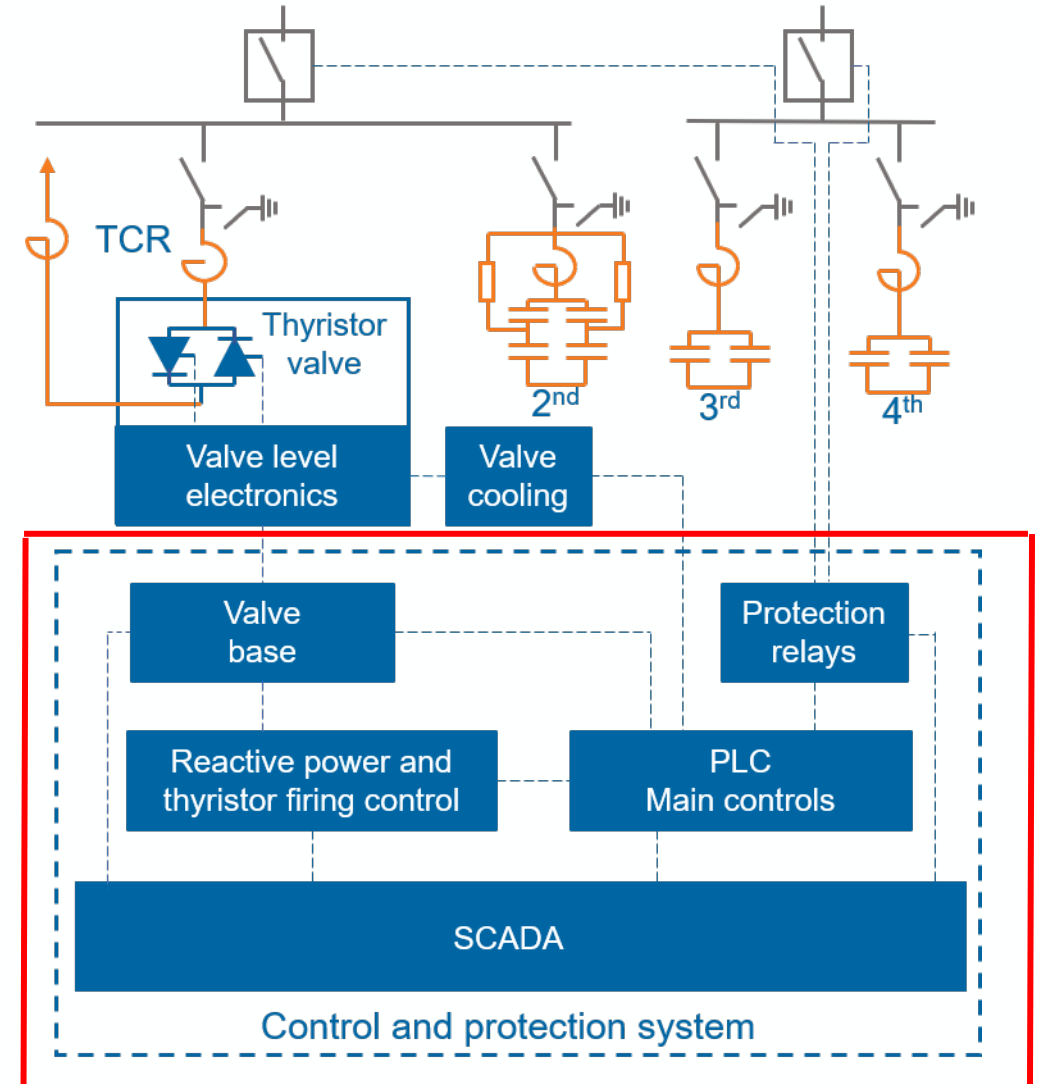 TCR
Thyristor
valve
2nd
3rd
4th
Valve level
electronics
Valve
cooling
Valve
base
Protection
relays
Reactive power and
thyristor firing control
PLC
Main controls
SCADA
Control and protection system